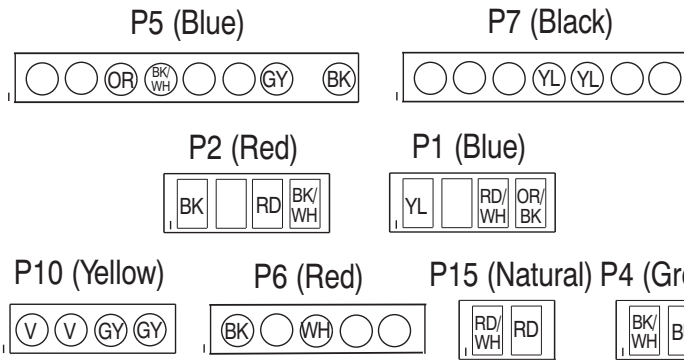 P5 (Blue) P7 (Black)
OR BK/WH GY BK YL YL
P2 (Red) P1 (Blue)
BK RD BK/WH YL RD/WH OR/BK
P10 (Yellow) P6 (Red) P15 (Natural) P4
V V GY GY BK WH RD/WH RD BK/WH